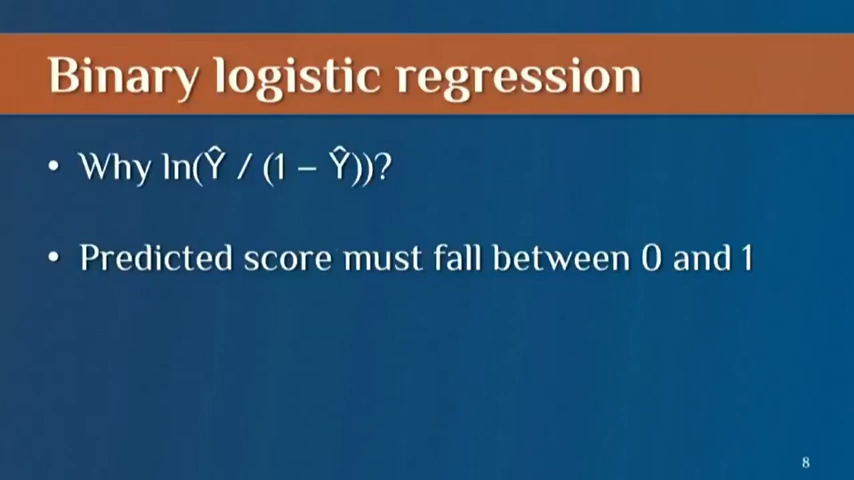 Binary logistic regression
• Why ln(Ŷ / (1 – Ŷ))?
• Predicted score must fall between 0 and 1
8